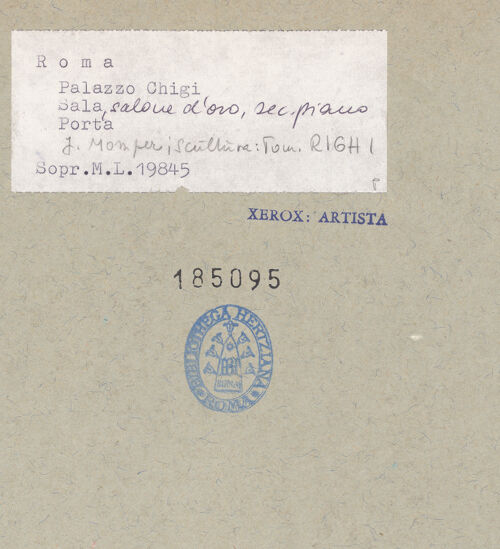 Roma
Palazzo Chigi
Sala, salone d'oro, sec. piano
Porta
J. Momper; scultura: Tom. RIGHI
Sopr.M.L.19845
XEROX: ARTISTA
185095
BIBLIOTHECA HERTZIANA
ROMA